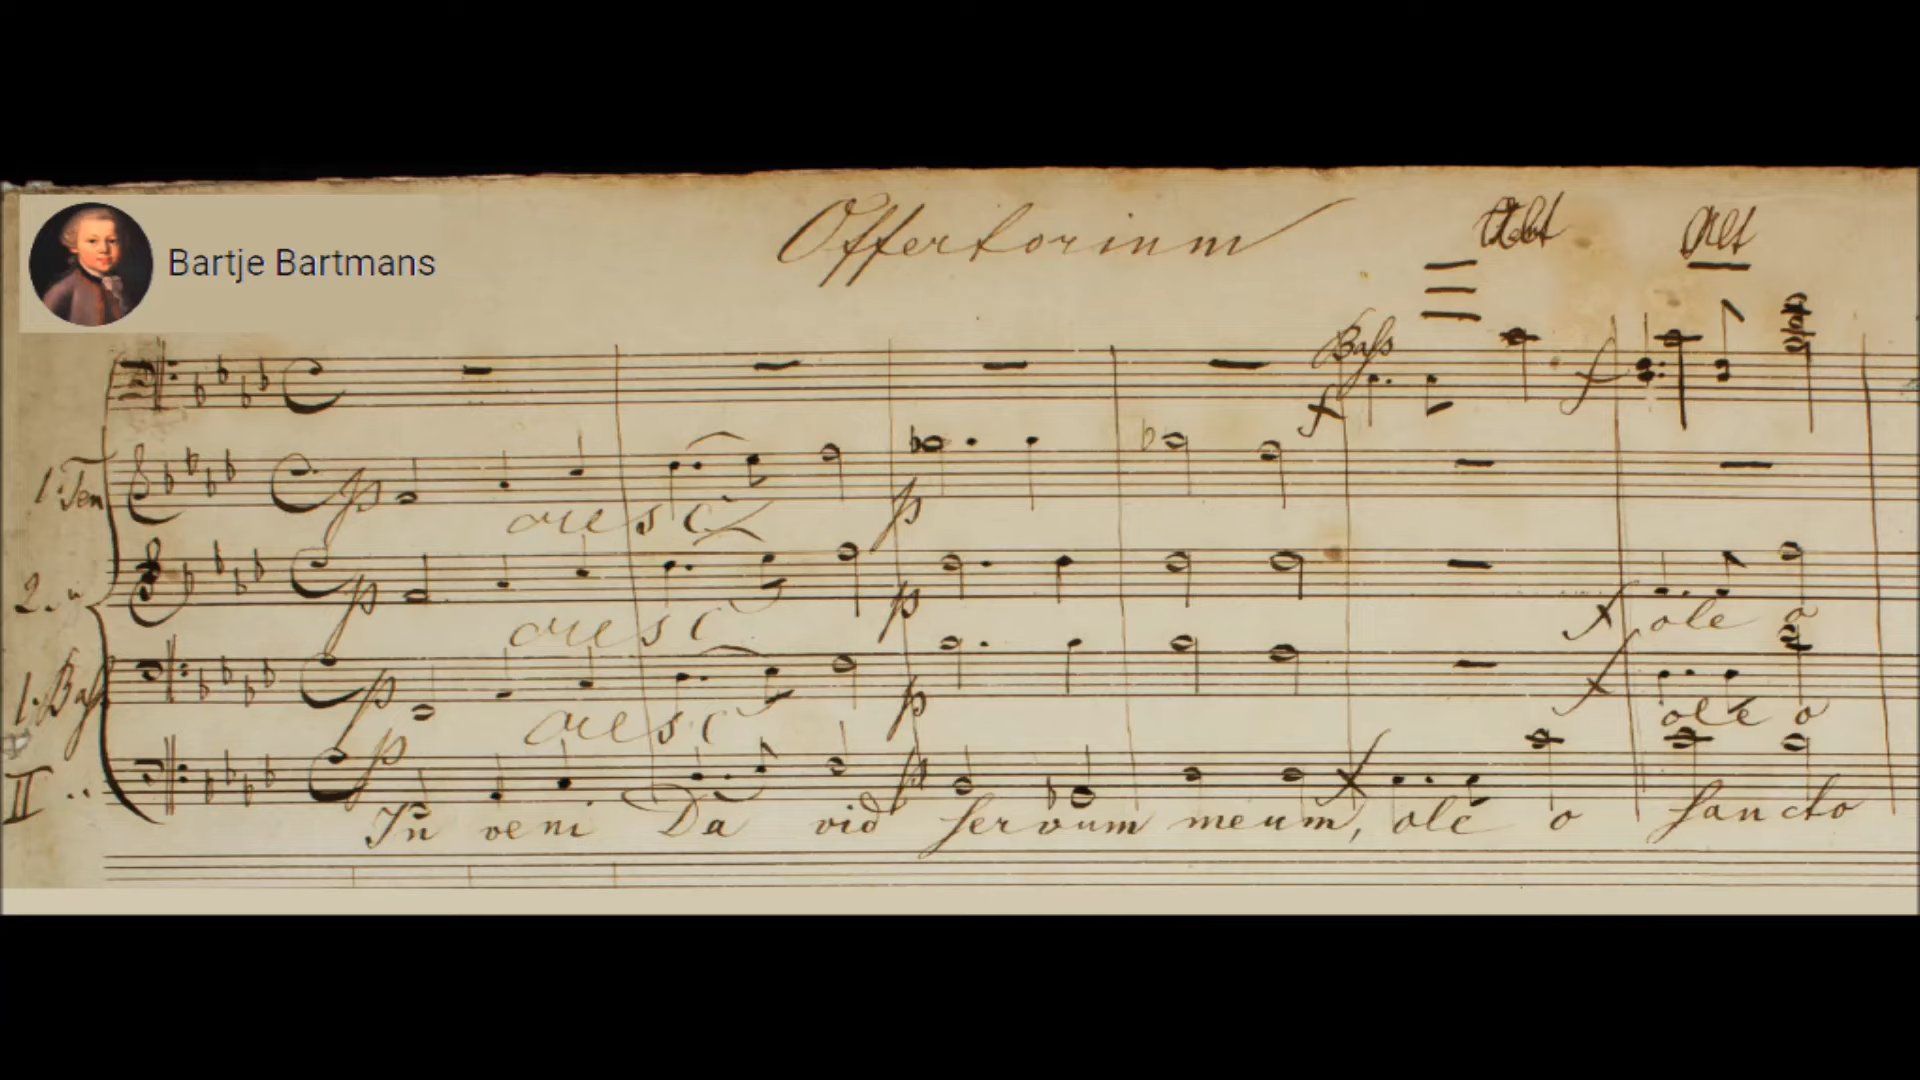 Offertorium
Alt
Bartje Bartmans
Bass
f f
1. Ten
p cresc p
2. "
p cresc p f ole o
1. Bass
p cresc p f ole o
II "
p p f
In veni Da vid servum meum, ole o sancto